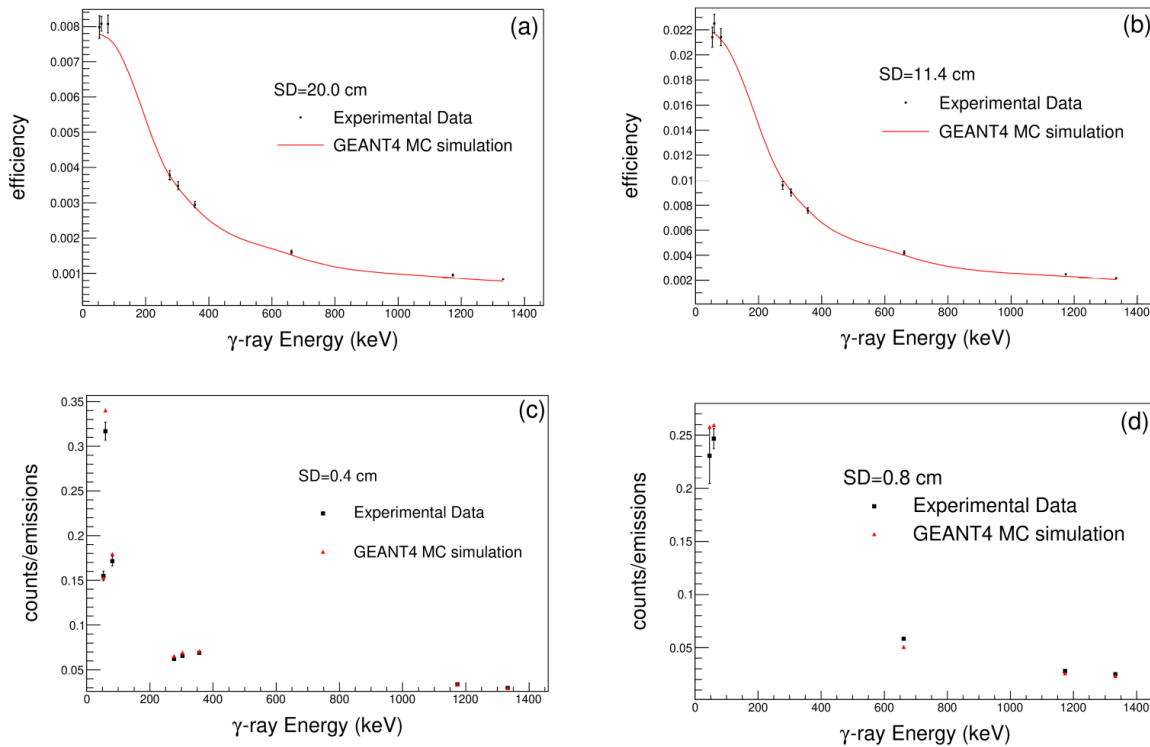 (a)
SD=20.0 cm
Experimental Data
GEANT4 MC simulation
efficiency
0.008
0.007
0.006
0.005
0.004
0.003
0.002
0.001
0 200 400 600 800 1000 1200 1400
γ-ray Energy (keV)
(b)
SD=11.4 cm
Experimental Data
GEANT4 MC simulation
efficiency
0.022
0.02
0.018
0.016
0.014
0.012
0.01
0.008
0.006
0.004
0.002
0 200 400 600 800 1000 1200 1400
γ-ray Energy (keV)
(c)
SD=0.4 cm
Experimental Data
GEANT4 MC simulation
counts/emissions
0.35
0.3
0.25
0.2
0.15
0.1
0.05
0 200 400 600 800 1000 1200 1400
γ-ray Energy (keV)
(d)
SD=0.8 cm
Experimental Data
GEANT4 MC simulation
counts/emissions
0.25
0.2
0.15
0.1
0.05
0 200 400 600 800 1000 1200 1400
γ-ray Energy (keV)